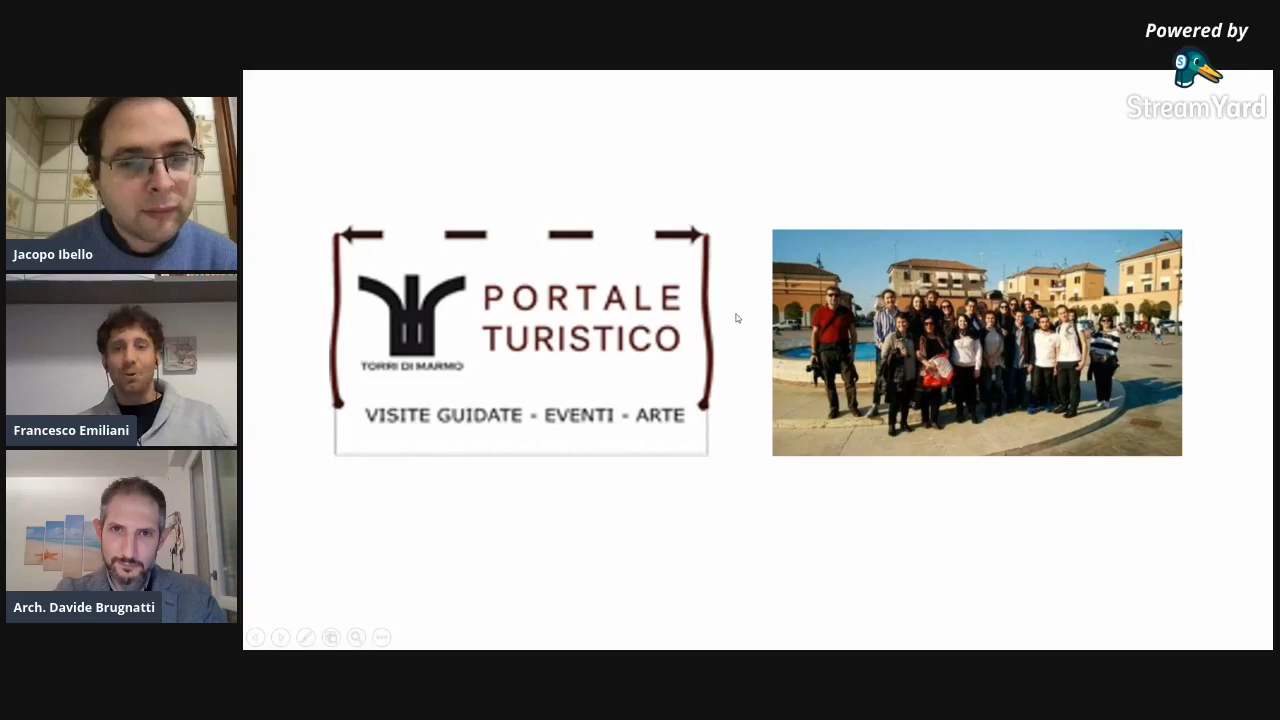 Powered by
StreamYard
Jacopo Ibello
Francesco Emiliani
Arch. Davide Brugnatti
PORTALE
TURISTICO
TORRI DI MARMO
VISITE GUIDATE - EVENTI - ARTE